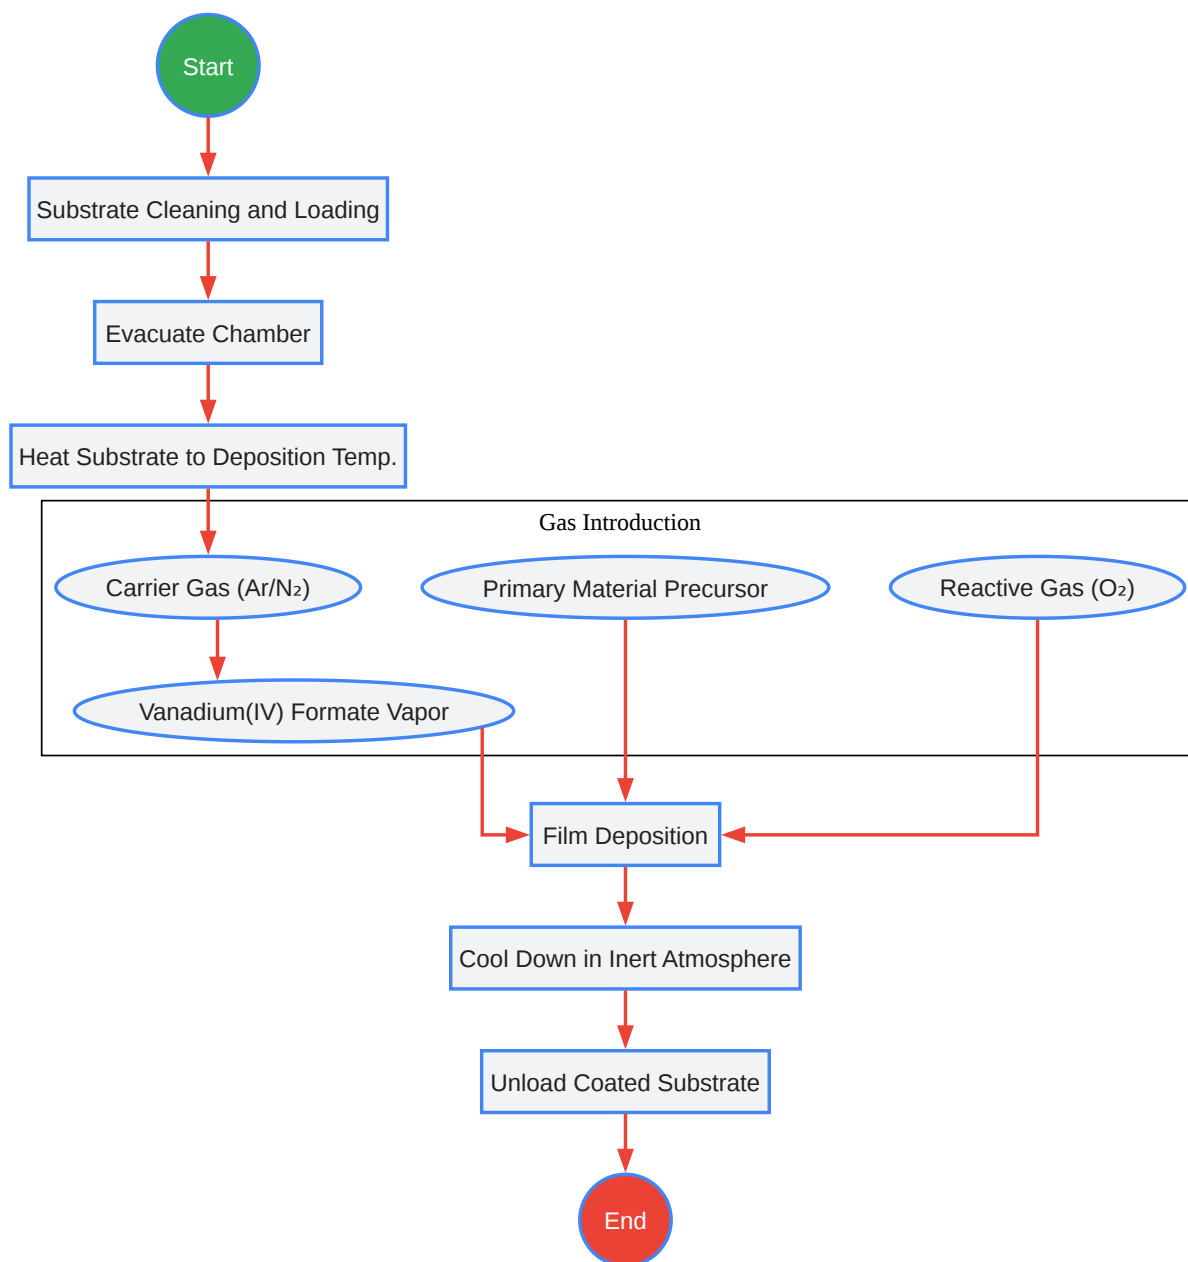 Start
Substrate Cleaning and Loading
Evacuate Chamber
Heat Substrate to Deposition Temp.
Gas Introduction
Carrier Gas (Ar/N₂)
Primary Material Precursor
Reactive Gas (O₂)
Vanadium(IV) Formate Vapor
Film Deposition
Cool Down in Inert Atmosphere
Unload Coated Substrate
End